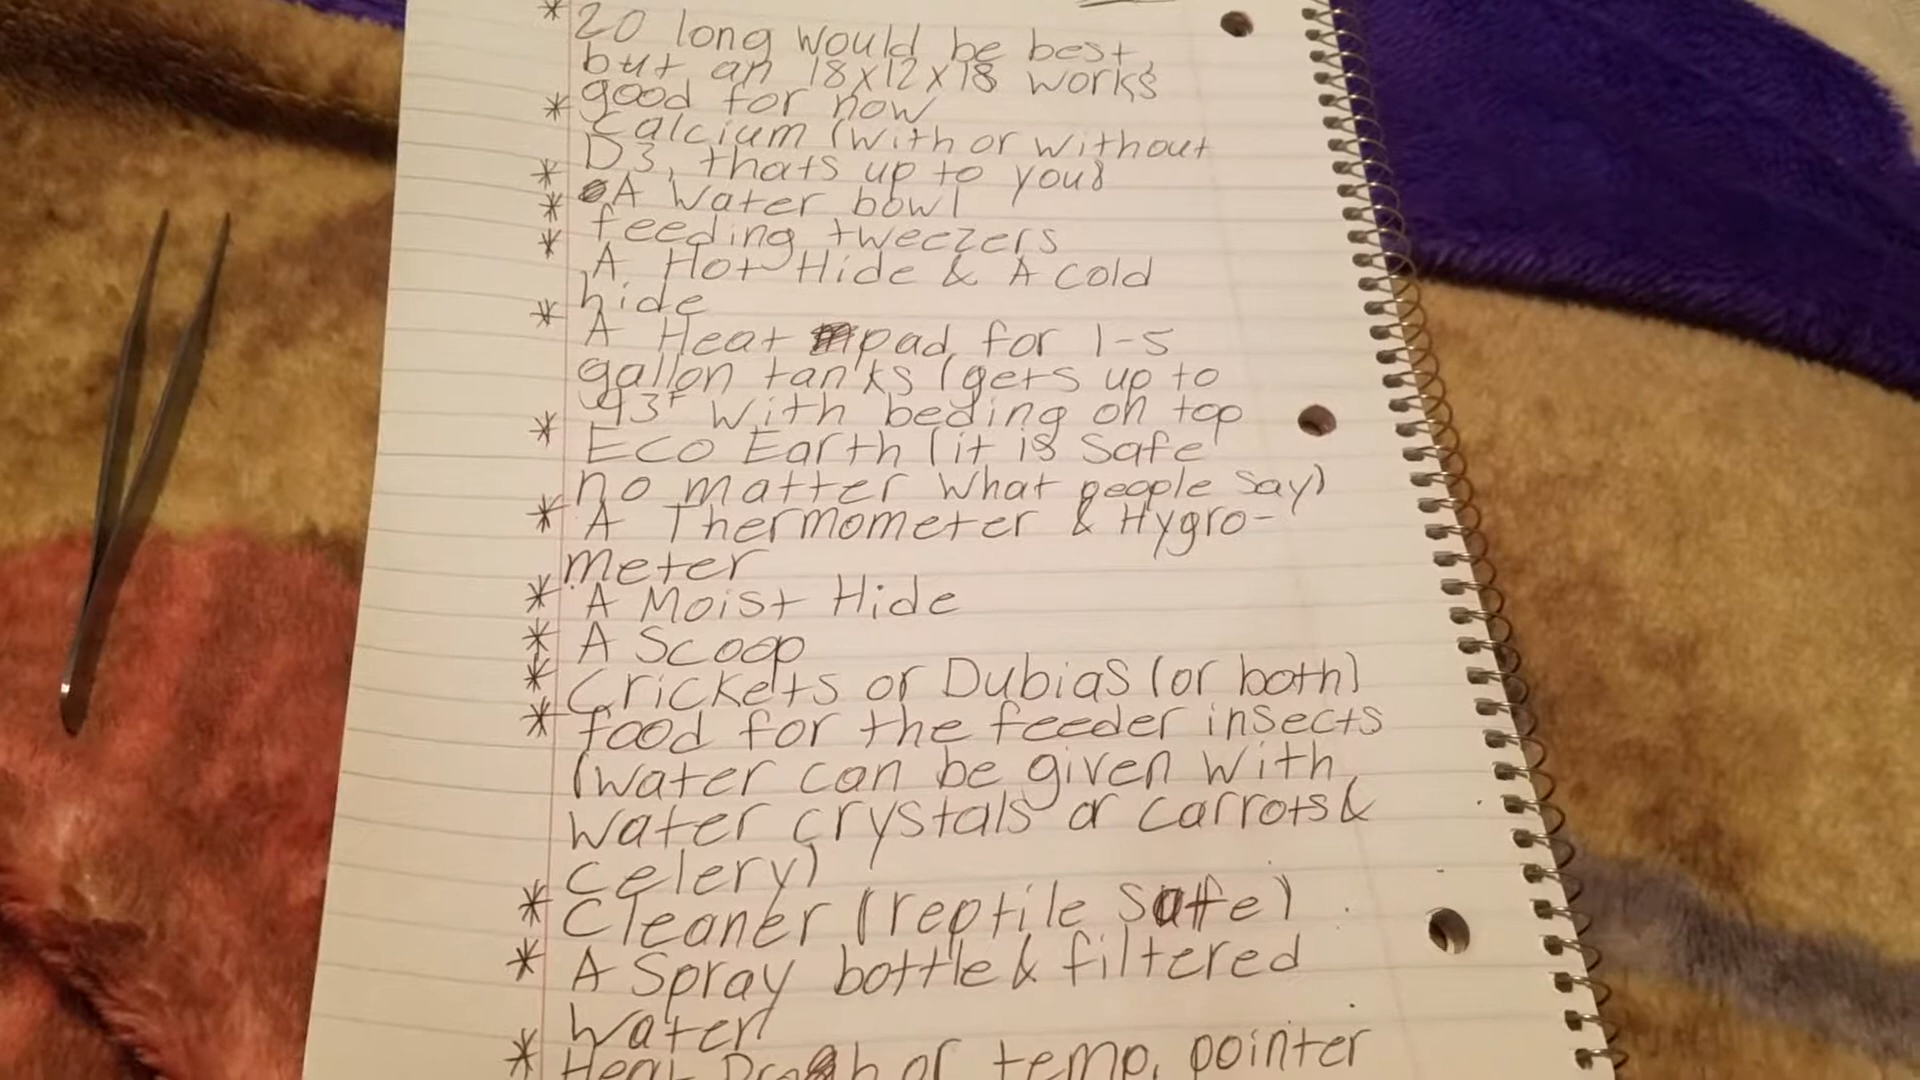 * 20 long would be best,
but an 18x12x18 works
good for now
* Calcium (with or without
D3, thats up to you)
* A Water bowl
* feeding tweezers
* A Hot Hide & A cold
hide
* A Heat pad for 1-5
gallon tanks (gets up to
93F with beding on top
* Eco Earth (it is safe
no matter what people say)
* A Thermometer & Hygro-
meter
* A Moist Hide
* A Scoop
* Crickets or Dubias (or both)
* food for the feeder insects
(water can be given with
water crystals or carrots &
celery)
* Cleaner (reptile safe)
* A Spray bottle & filtered
water
* Heat or temp. pointer